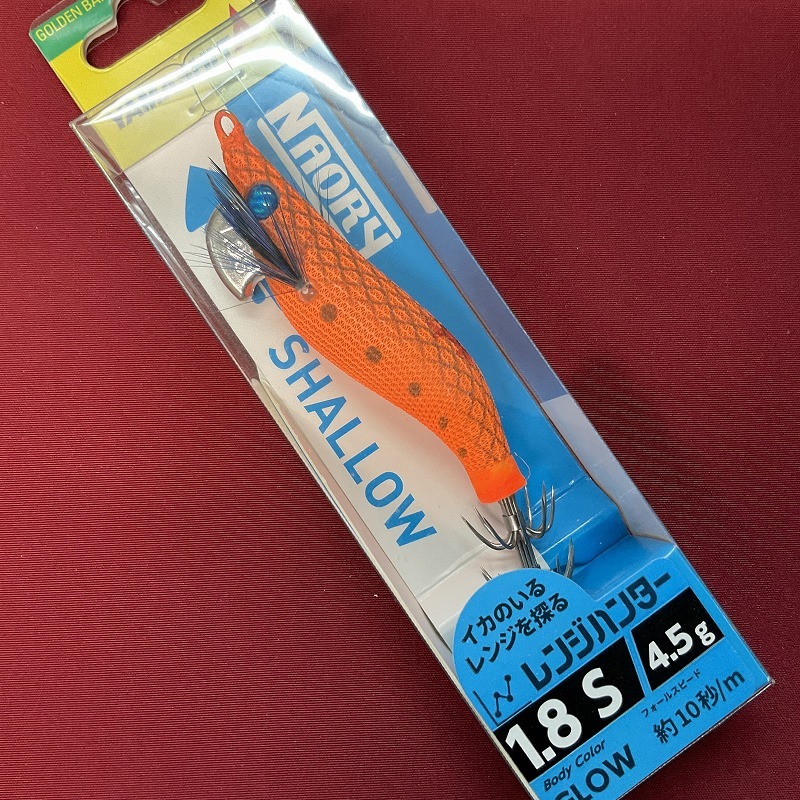 GOLDEN BA
NAORY
SHALLOW
イカのいる
レンジを探る
レンジハンター
1.8 S
4.5g
フォールスピード
約10秒/m
Body Color
GLOW